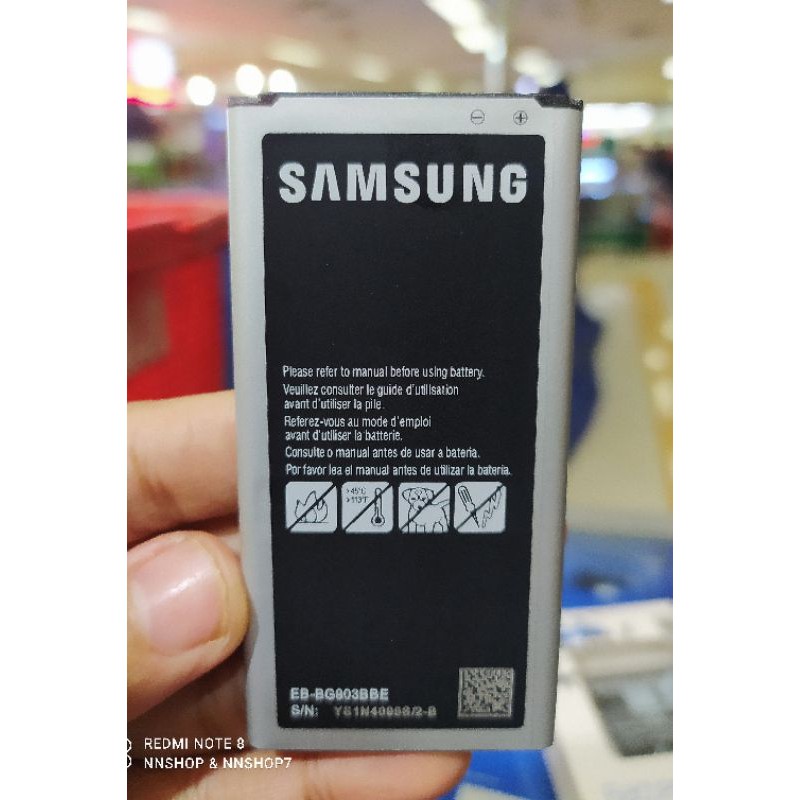 SAMSUNG
Please refer to manual before using battery.
Veuillez consulter le guide d'utilisation
avant d'utiliser la pile.
Referez-vous au mode d'emploi
avant d'utiliser la batterie.
Consulte o manual antes de usar a bateria.
Por favor lea el manual antes de utilizar la bateria.
>45°C
>113°F
EB-BG903BBE
S/N:
REDMI NOTE 8
NNSHOP & NNSHOP7